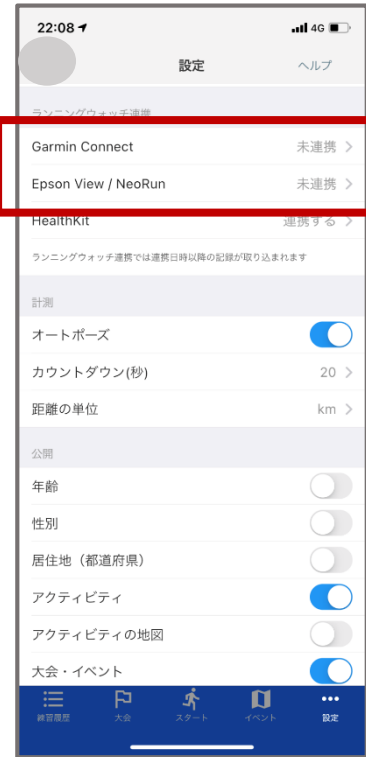 22:08
4G
設定
ヘルプ
ランニングウォッチ連携
Garmin Connect 未連携
Epson View / NeoRun 未連携
HealthKit 連携する
ランニングウォッチ連携では連携日時以降の記録が取り込まれます
計測
オートポーズ
カウントダウン(秒) 20
距離の単位 km
公開
年齢
性別
居住地（都道府県）
アクティビティ
アクティビティの地図
大会・イベント
練習履歴 大会 スタート イベント 設定